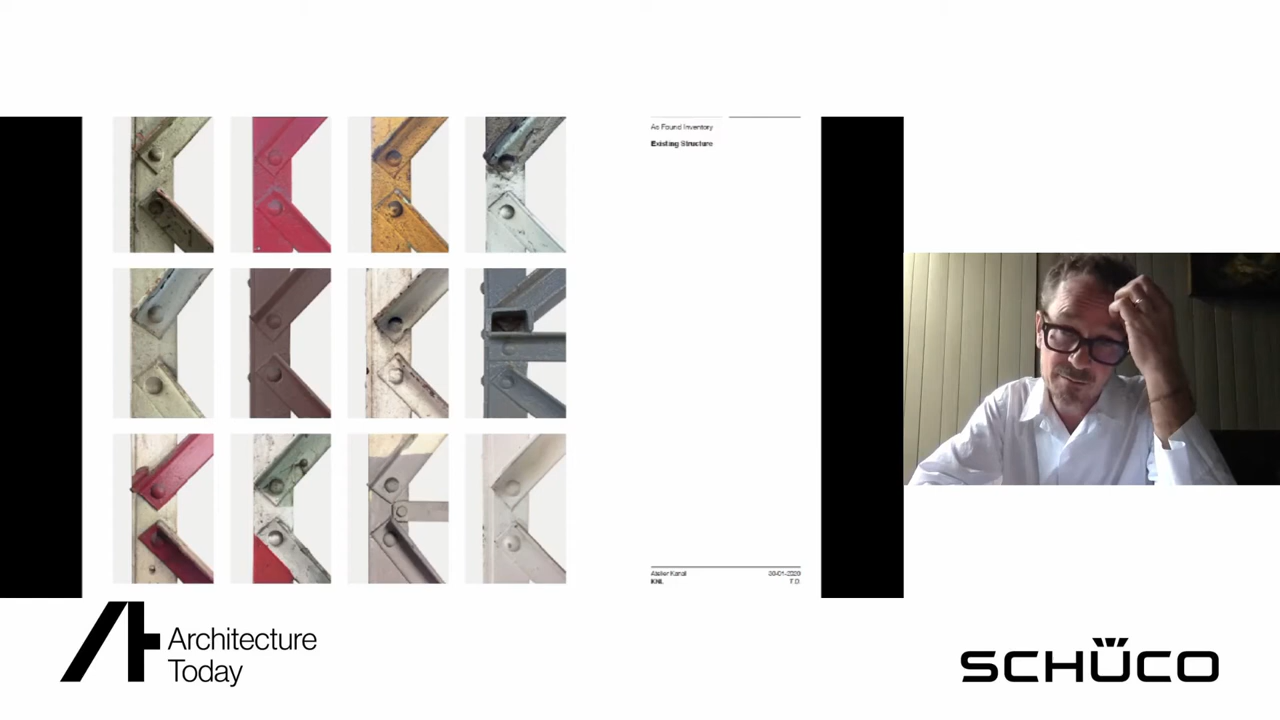 As Found Inventory
Existing Structure
Atelier Kanal
KNL
T.O.
Architecture
Today
SCHÜCO